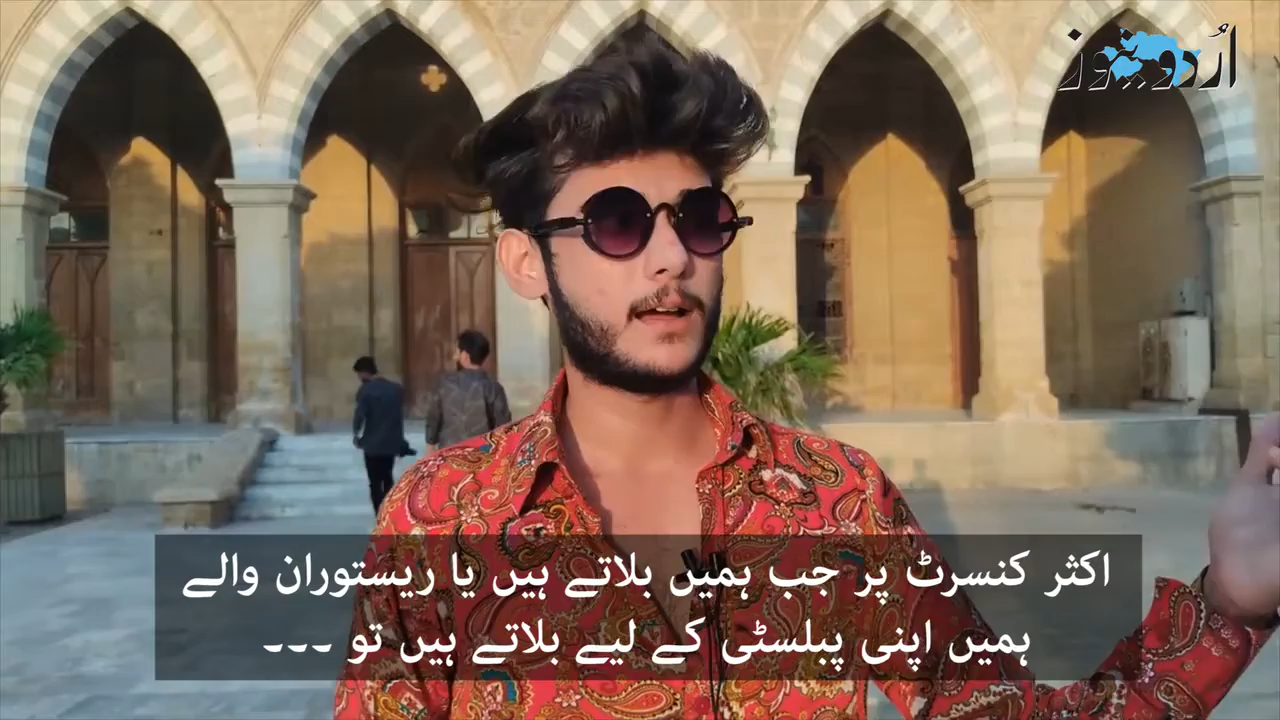 اُردو نیوز
اکثر کنسرٹ پر جب ہمیں بلاتے ہیں یا ریستوران والے
ہمیں اپنی پبلسٹی کے لیے بلاتے ہیں تو ۔۔۔